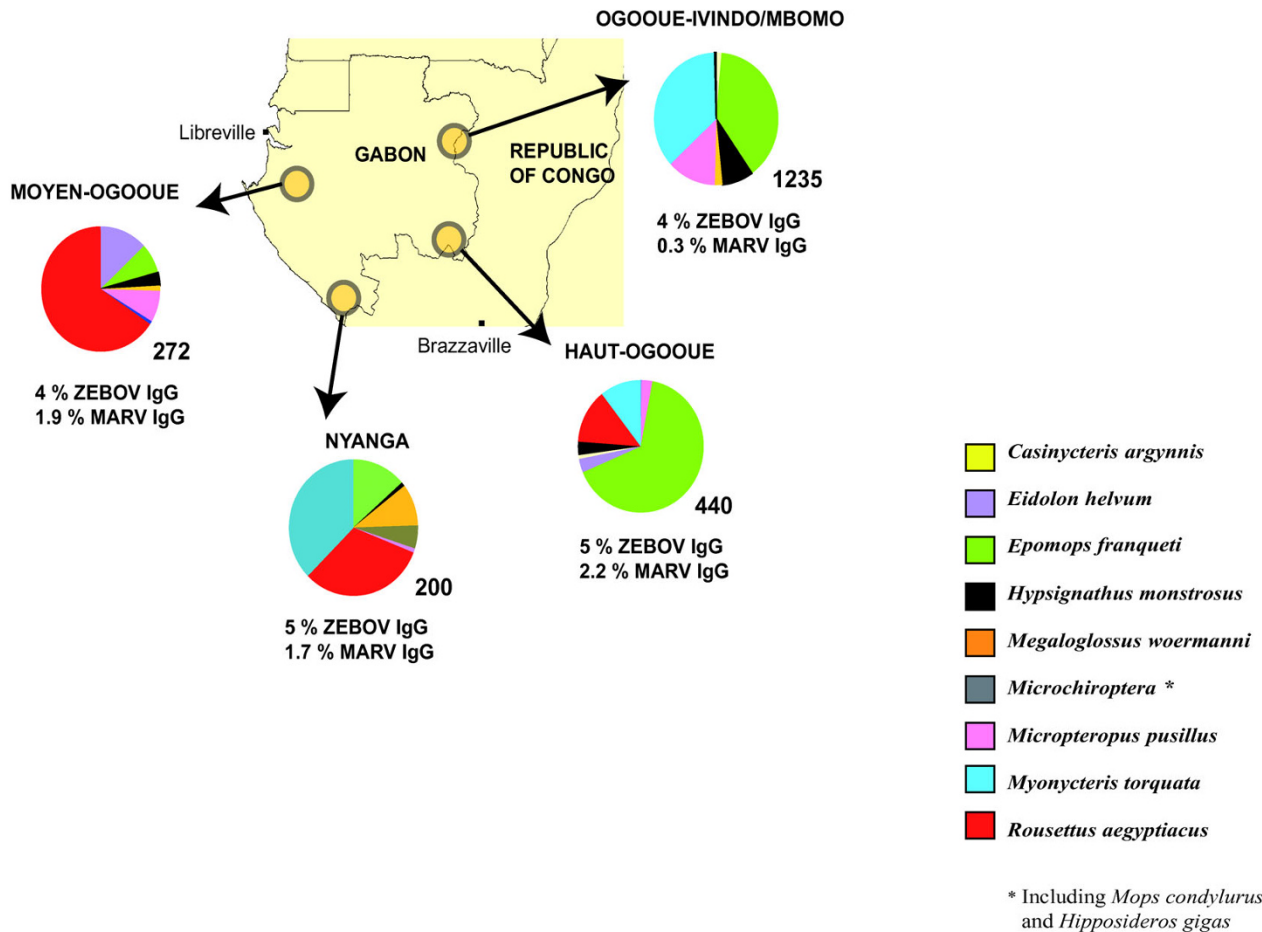 OGOOUE-IVINDO/MBOMO
Libreville
GABON
REPUBLIC
OF CONGO
1235
4 % ZEBOV IgG
0.3 % MARV IgG
MOYEN-OGOOUE
272
4 % ZEBOV IgG
1.9 % MARV IgG
Brazzaville
HAUT-OGOOUE
440
5 % ZEBOV IgG
2.2 % MARV IgG
NYANGA
200
5 % ZEBOV IgG
1.7 % MARV IgG
Casinycteris argynnis
Eidolon helvum
Epomops franqueti
Hypsignathus monstrosus
Megaloglossus woermanni
Microchiroptera *
Micropteropus pusillus
Myonycteris torquata
Rousettus aegyptiacus
* Including Mops condylurus
and Hipposideros gigas